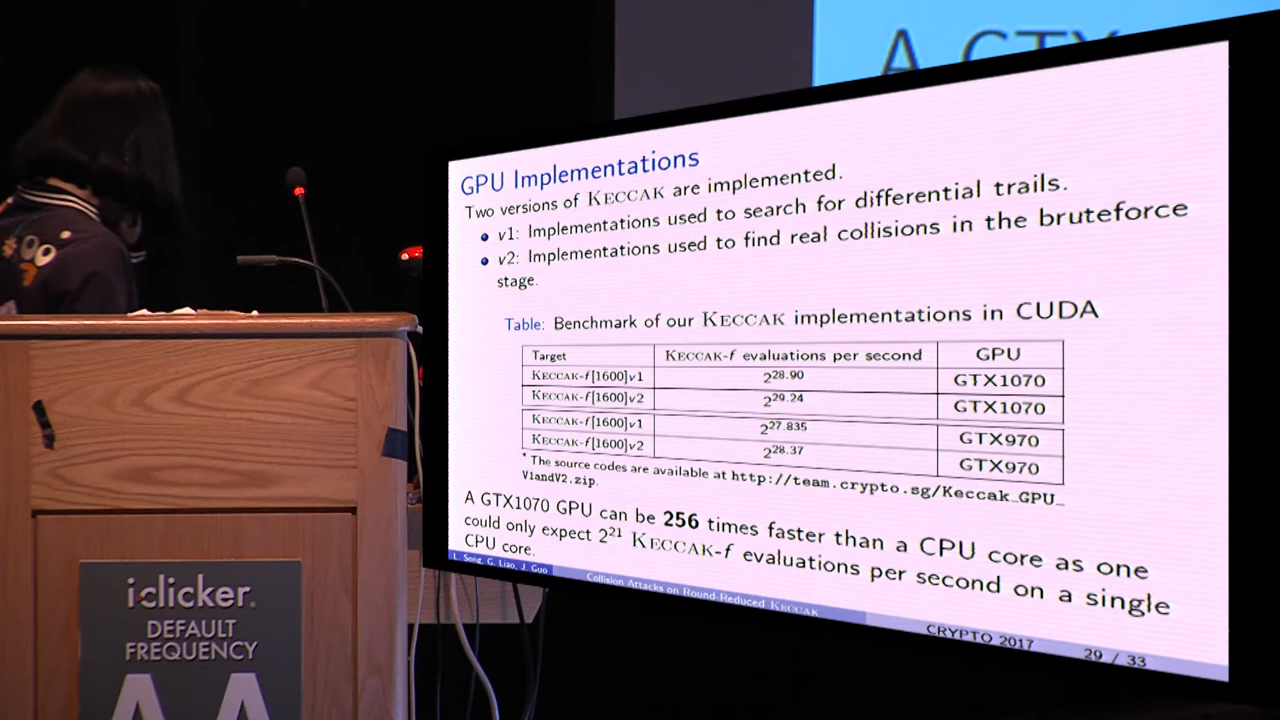 A GTX
GPU Implementations
Two versions of KECCAK are implemented.
v1: Implementations used to search for differential trails.
v2: Implementations used to find real collisions in the bruteforce
stage.
Table: Benchmark of our KECCAK implementations in CUDA
Target KECCAK-f evaluations per second GPU
KECCAK-f[1600]v1 2^28.90 GTX1070
KECCAK-f[1600]v2 2^29.24 GTX1070
KECCAK-f[1600]v1 2^27.835 GTX970
KECCAK-f[1600]v2 2^28.37 GTX970
* The source codes are available at http://team.crypto.sg/Keccak_GPU_
V1andV2.zip.
A GTX1070 GPU can be 256 times faster than a CPU core as one
could only expect 2^21 KECCAK-f evaluations per second on a single
CPU core.
L. Song, G. Liao, J. Guo Collision Attacks on Round-Reduced KECCAK CRYPTO 2017 29 / 33
i>clicker.
DEFAULT
FREQUENCY
AA